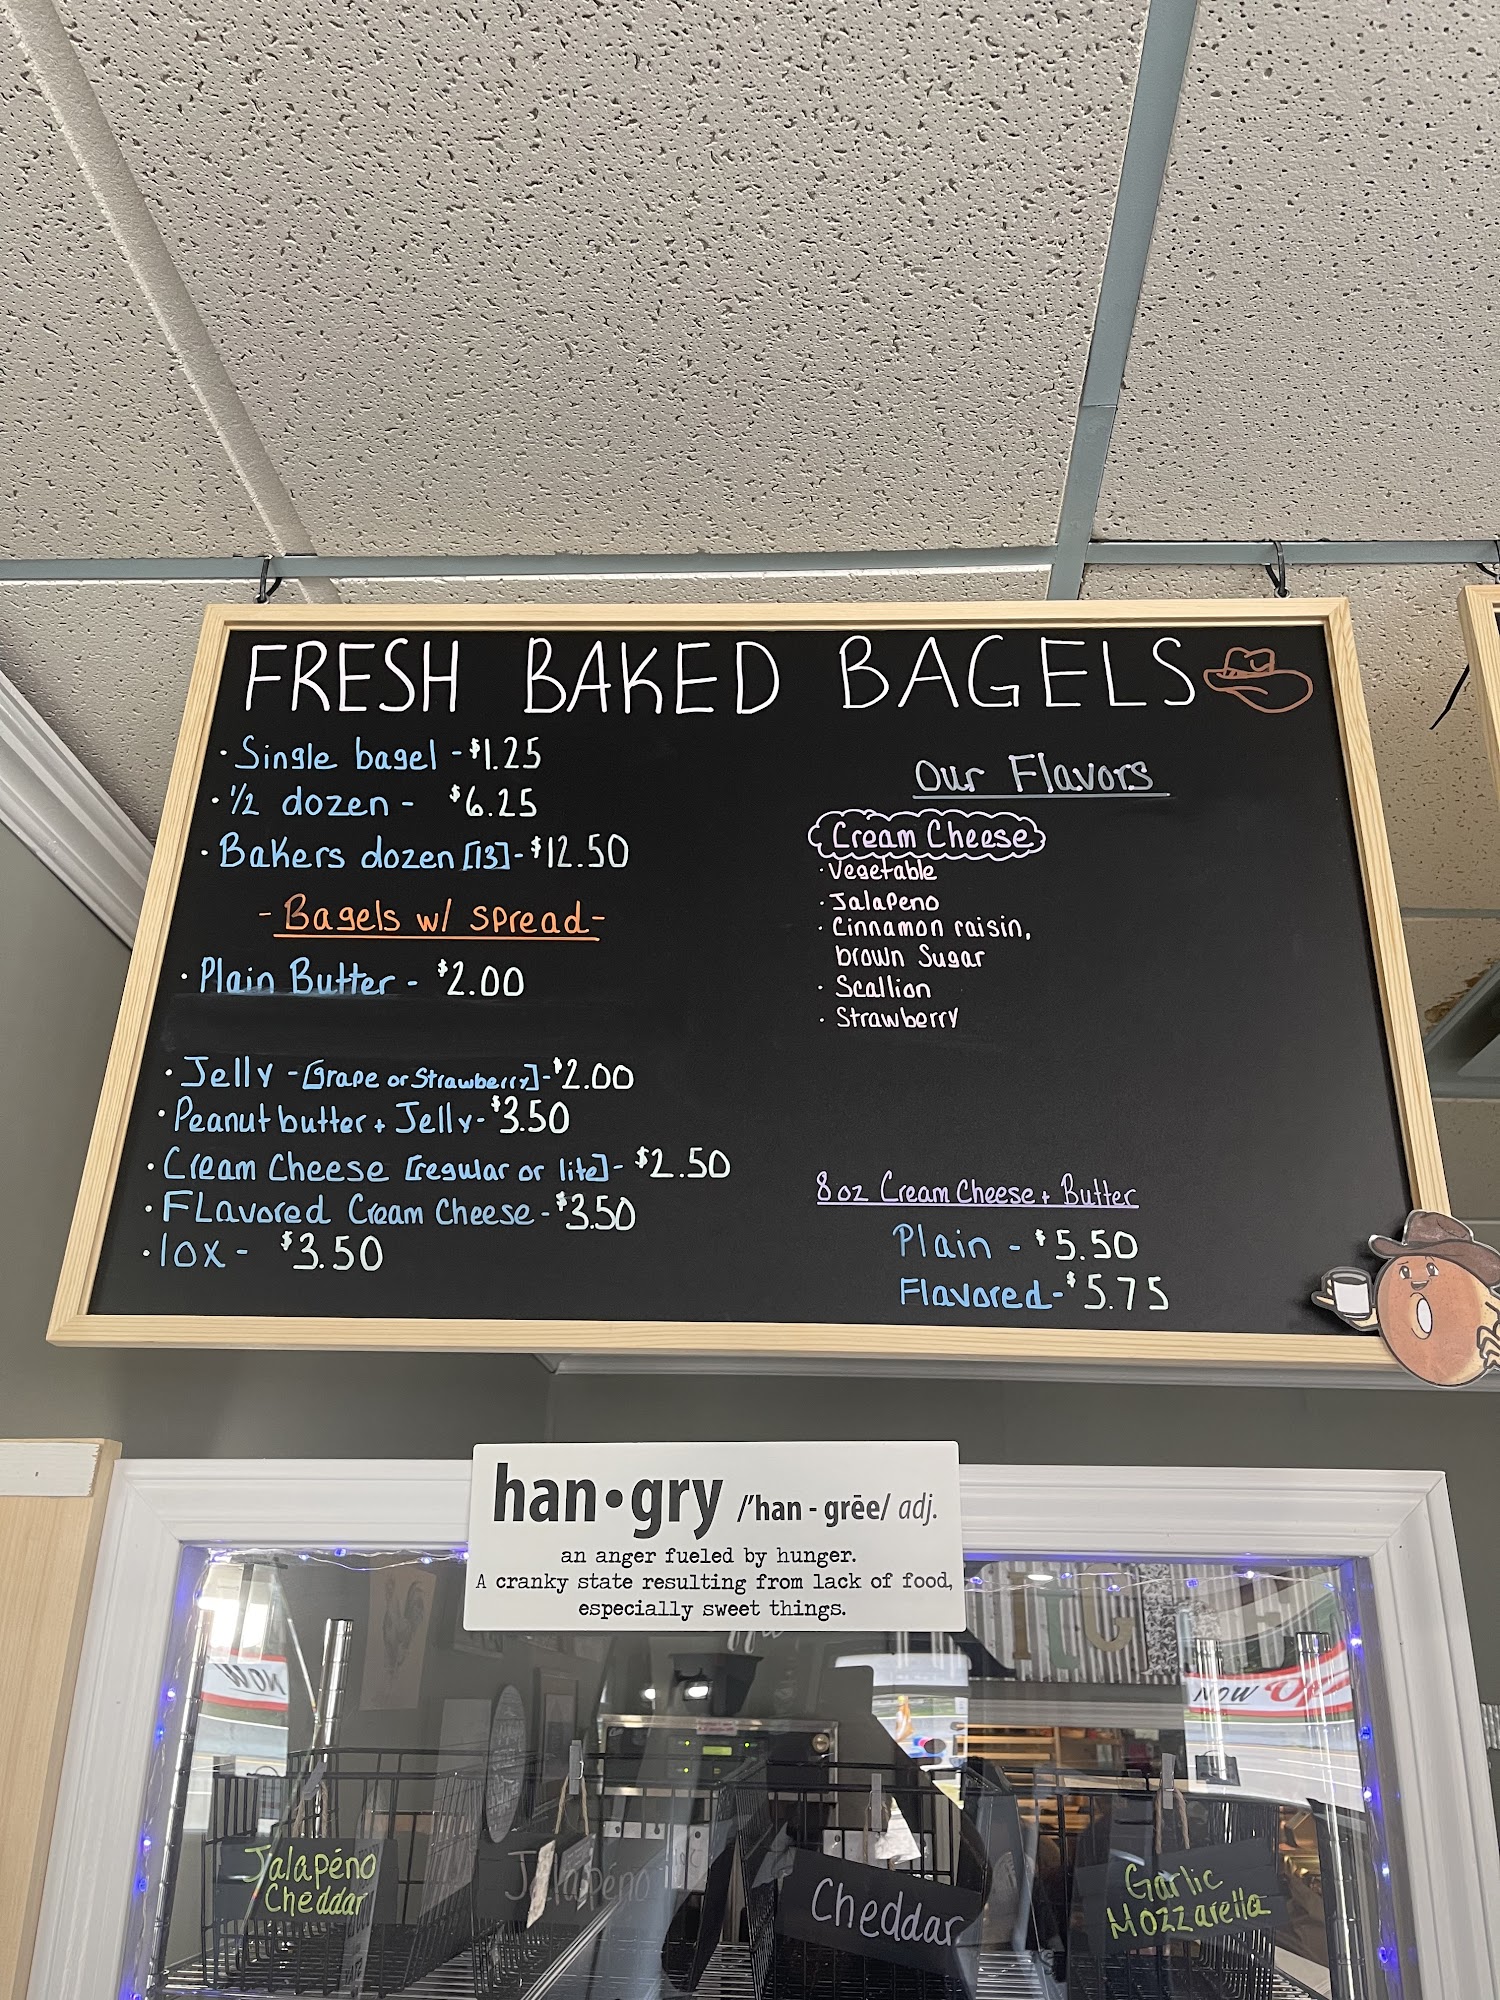 FRESH BAKED BAGELS
· Single bagel - $1.25
· 1/2 dozen - $6.25
· Bakers dozen [13] - $12.50
- Bagels w/ spread -
· Plain Butter - $2.00
· Jelly - [grape or Strawberry] - $2.00
· Peanut butter + Jelly - $3.50
· Cream Cheese [regular or lite] - $2.50
· FLavored Cream Cheese - $3.50
· lox - $3.50
Our Flavors
Cream Cheese
· Vegetable
· Jalapeno
· Cinnamon raisin,
brown Sugar
· Scallion
· Strawberry
8 oz Cream Cheese + Butter
Plain - $5.50
Flavored - $5.75
han•gry /'han - grēe/ adj.
an anger fueled by hunger.
A cranky state resulting from lack of food,
especially sweet things.
NOW
NOW
Jalapéno
Cheddar
Jalapéno
Cheddar
Garlic
Mozzarella